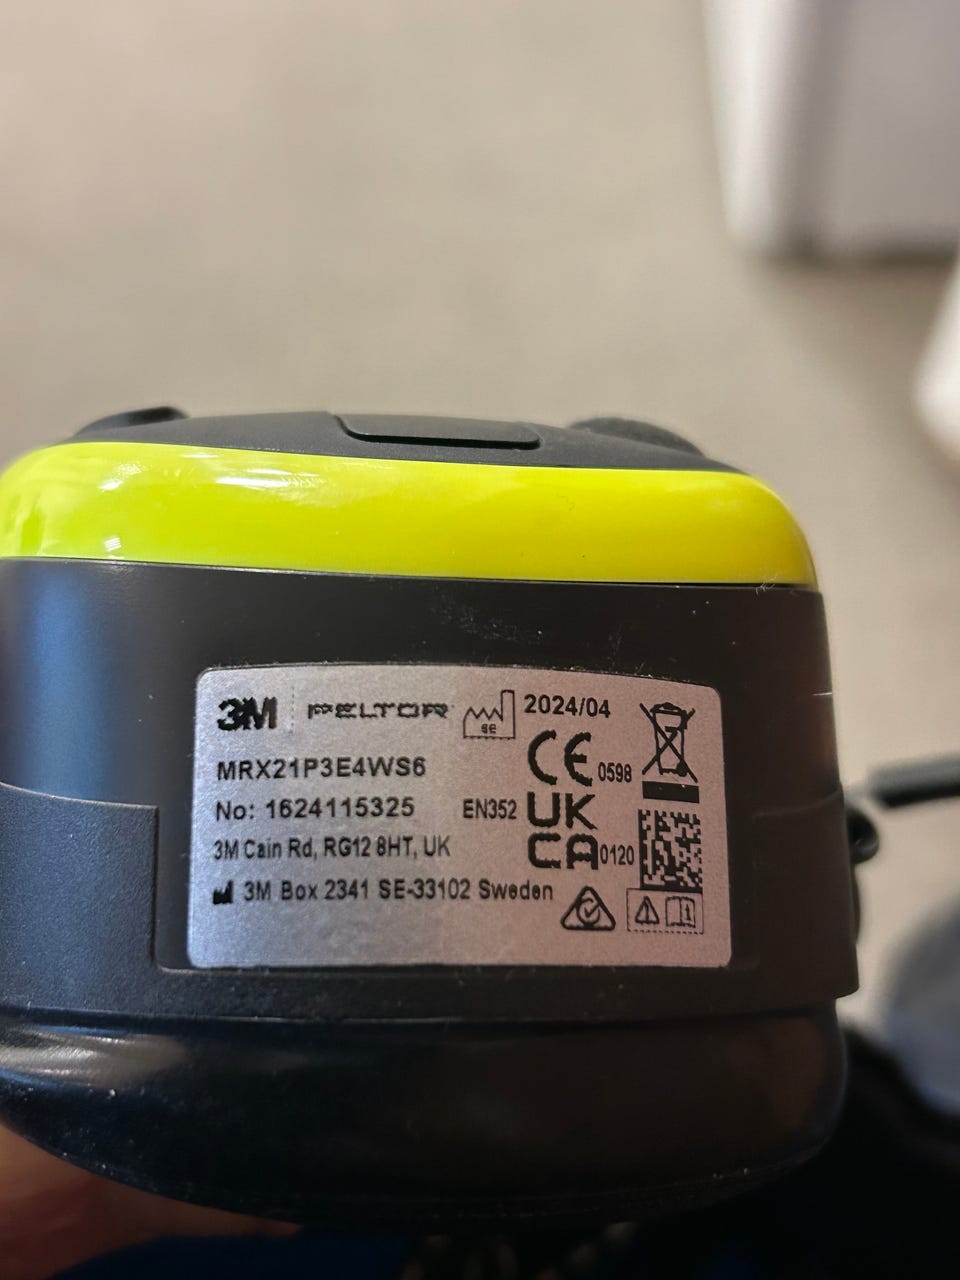 3M PELTOR
SE
2024/04
MRX21P3E4WS6
CE 0598
No: 1624115325
EN352
UK
CA 0120
3M Cain Rd, RG12 8HT, UK
3M Box 2341 SE-33102 Sweden